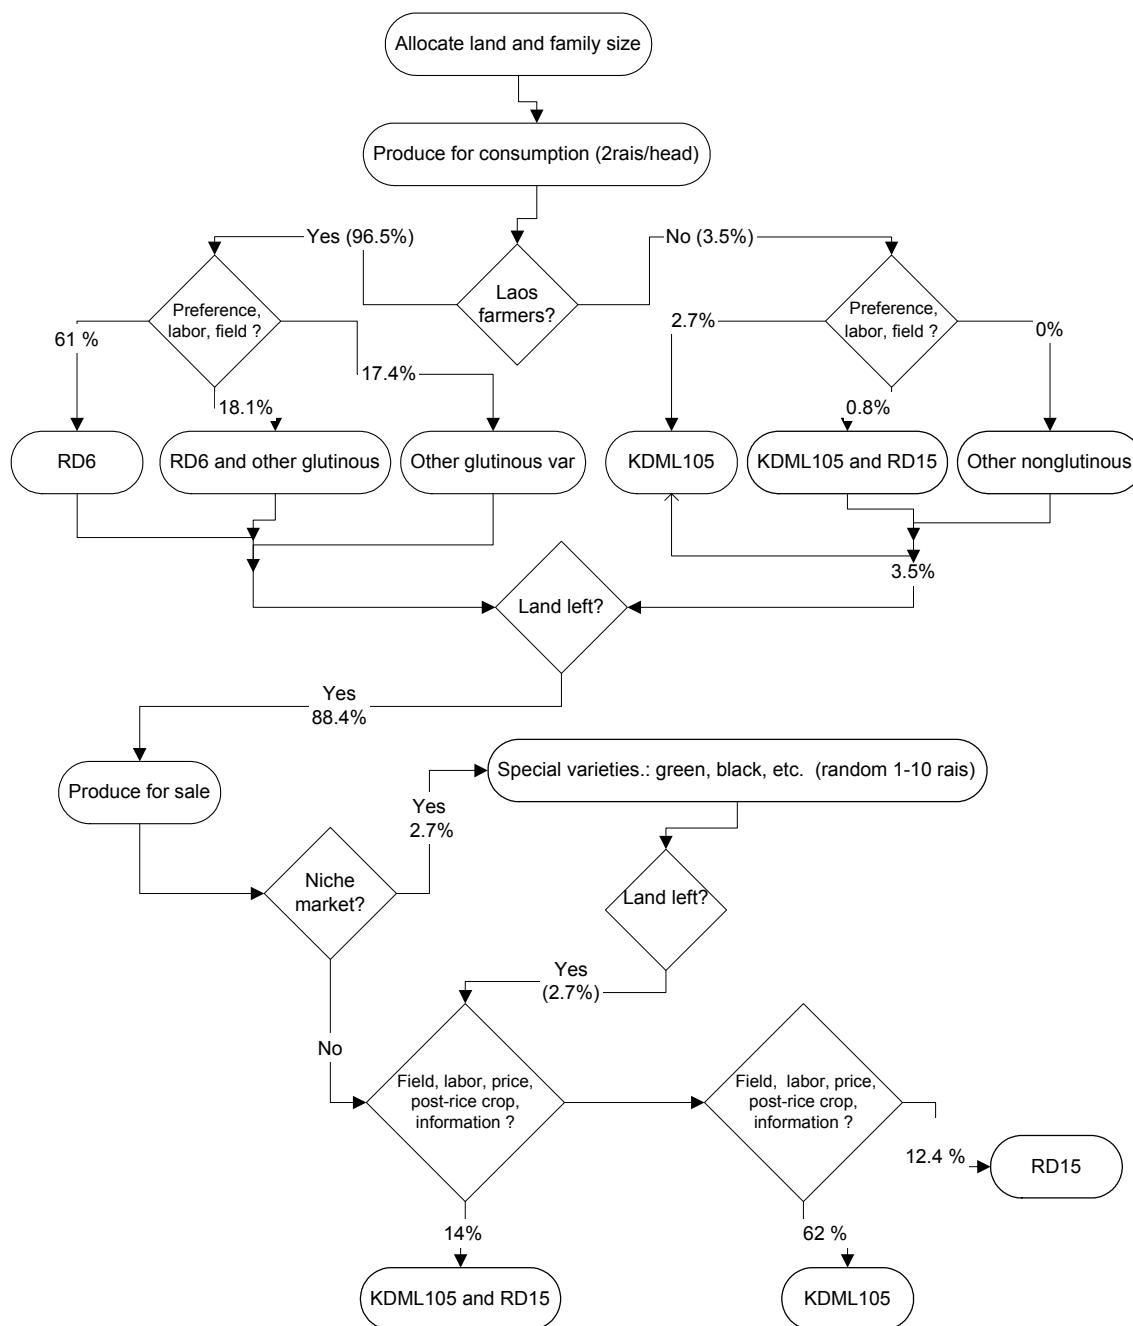 Allocate land and family size
Produce for consumption (2rais/head)
Yes (96.5%)
No (3.5%)
Laos
farmers?
Preference,
labor, field ?
Preference,
labor, field ?
61 %
2.7%
0%
17.4%
18.1%
0.8%
RD6
RD6 and other glutinous
Other glutinous var
KDML105
KDML105 and RD15
Other nonglutinous
3.5%
Land left?
Yes
88.4%
Produce for sale
Special varieties.: green, black, etc.  (random 1-10 rais)
Yes
2.7%
Niche
market?
Land left?
Yes
(2.7%)
No
Field, labor, price,
post-rice crop,
information ?
Field,  labor, price,
post-rice crop,
information ?
12.4 %
RD15
14%
62 %
KDML105 and RD15
KDML105